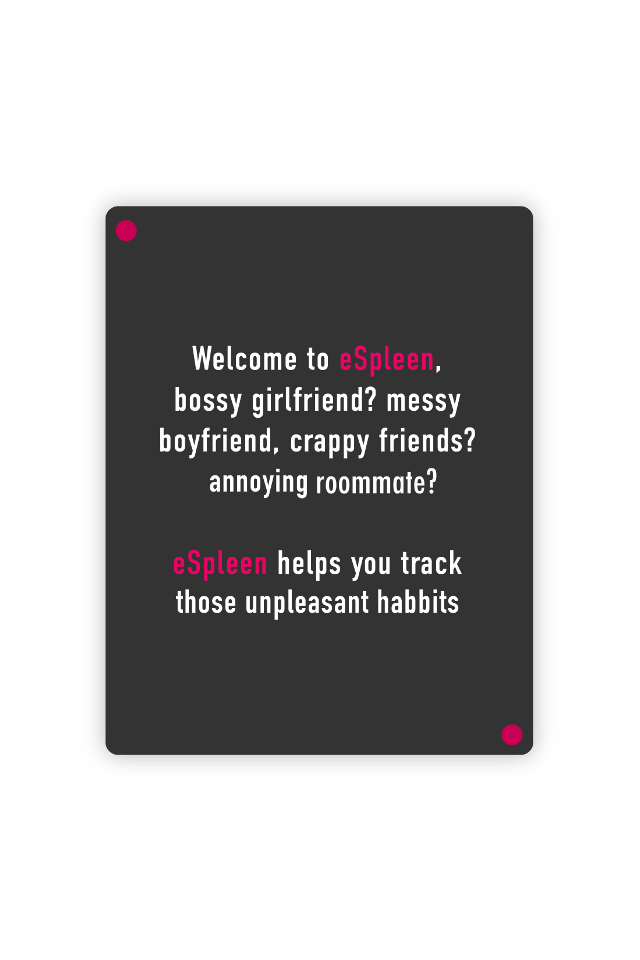 Welcome to eSpleen,
bossy girlfriend? messy
boyfriend, crappy friends?
annoying roommate?
eSpleen helps you track
those unpleasant habbits